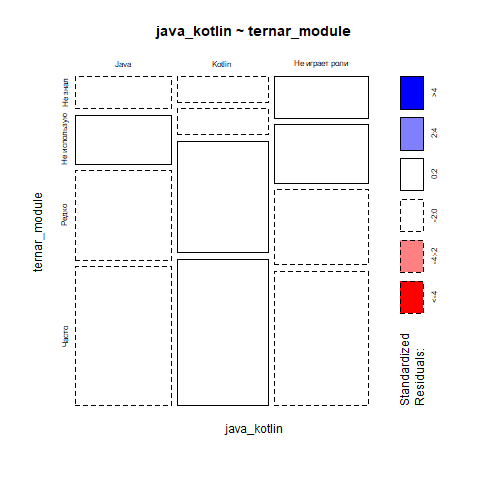 java_kotlin ~ ternar_module
Java
Kotlin
Не играет роли
Не знал
Не использую
Редко
Часто
ternar_module
java_kotlin
>4
2:4
0:2
-2:0
-4:-2
<-4
Standardized
Residuals: